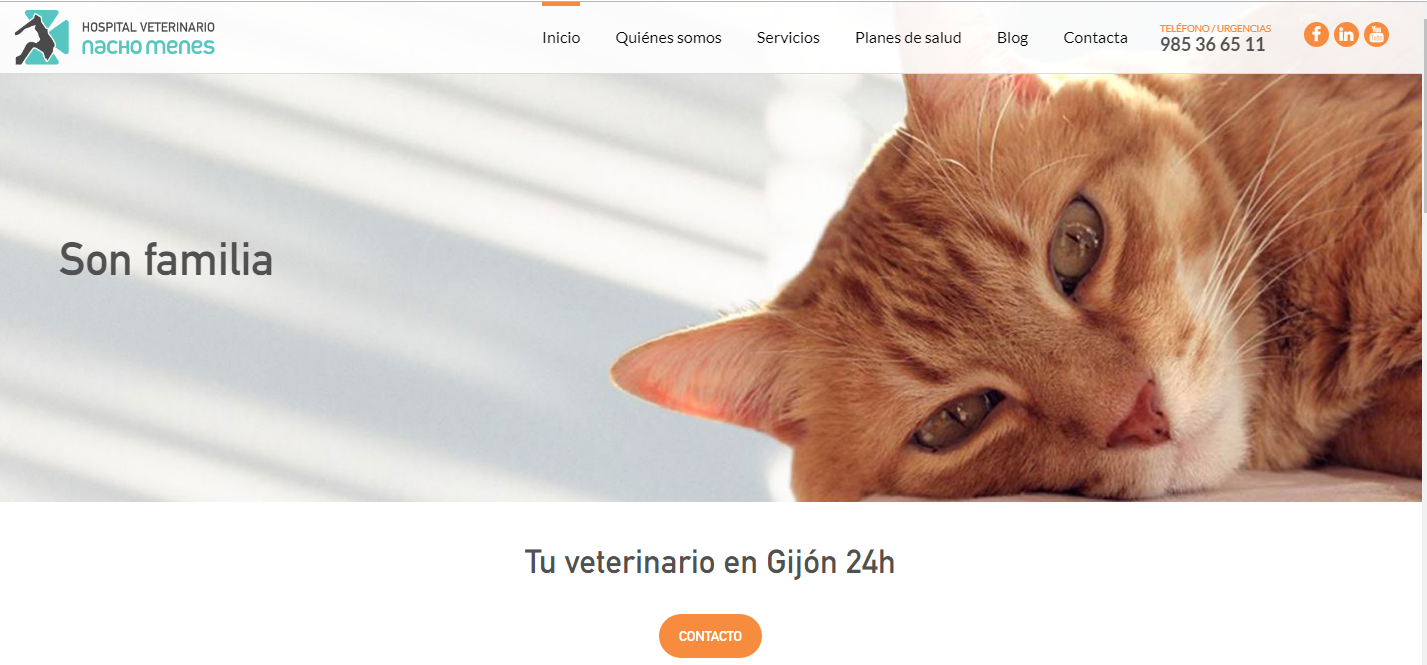 HOSPITAL VETERINARIO
nacho menes
Inicio
Quiénes somos
Servicios
Planes de salud
Blog
Contacta
TELÉFONO / URGENCIAS
985 36 65 11
Son familia
Tu veterinario en Gijón 24h
CONTACTO